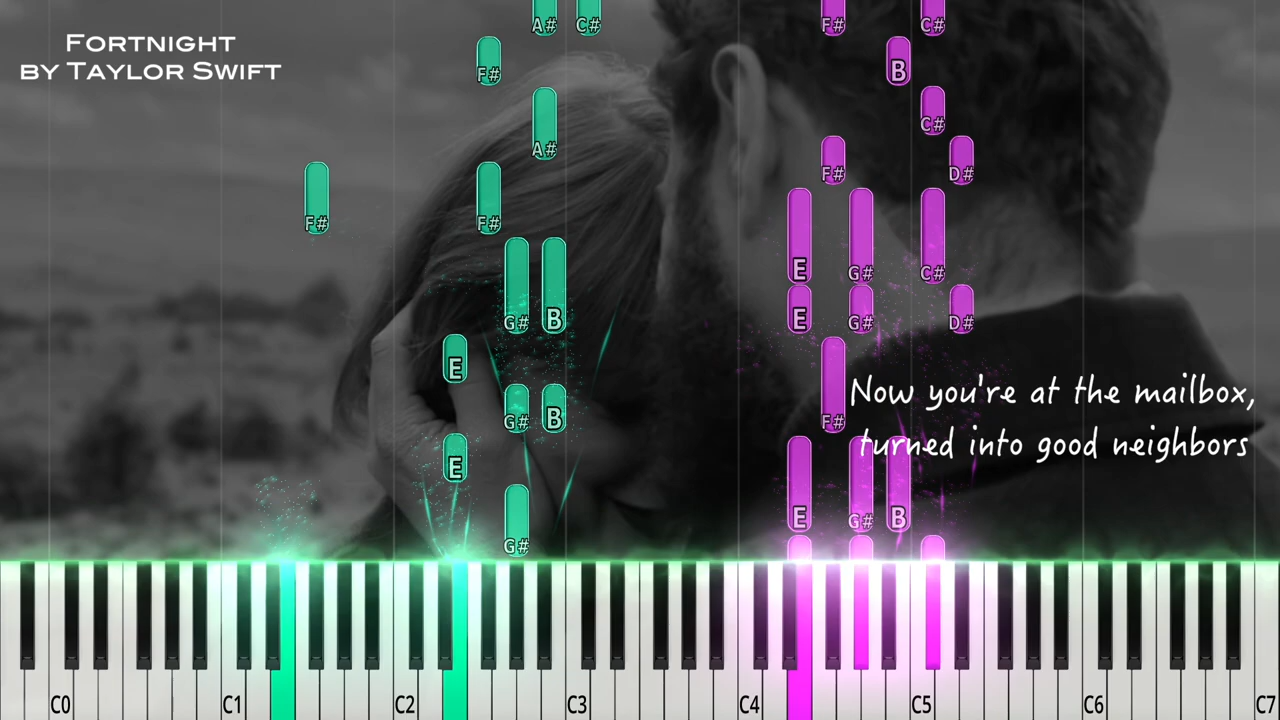 FORTNIGHT
BY TAYLOR SWIFT
A# C# F# C#
F# B
A# C#
F# D#
F# F# E G# C#
G# B E G# D#
E
G# B F#
Now you're at the mailbox,
turned into good neighbors
E
E G# B
G#
C0 C1 C2 C3 C4 C5 C6 C7